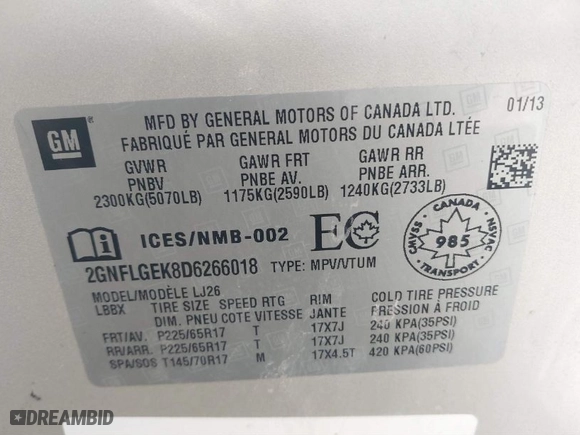 GM
MFD BY GENERAL MOTORS OF CANADA LTD. 01/13
FABRIQUÉ PAR GENERAL MOTORS DU CANADA LTÉE
GVWR GAWR FRT GAWR RR
PNBV PNBE AV. PNBE ARR.
2300KG(5070LB) 1175KG(2590LB) 1240KG(2733LB)
ICES/NMB-002 EC
CANADA
CMVSS 985 NSVAC
TRANSPORT
2GNFLGEK8D6266018 TYPE: MPV/VTUM
MODEL/MODÈLE LJ26
LBBX TIRE SIZE SPEED RTG RIM COLD TIRE PRESSURE
DIM. PNEU COTE VITESSE JANTE PRESSION À FROID
FRT/AV. P225/65R17 T 17X7J 240 KPA(35PSI)
RR/ARR. P225/65R17 T 17X7J 240 KPA(35PSI)
SPA/SOS T145/70R17 M 17X4.5T 420 KPA(60PSI)
DREAMBID